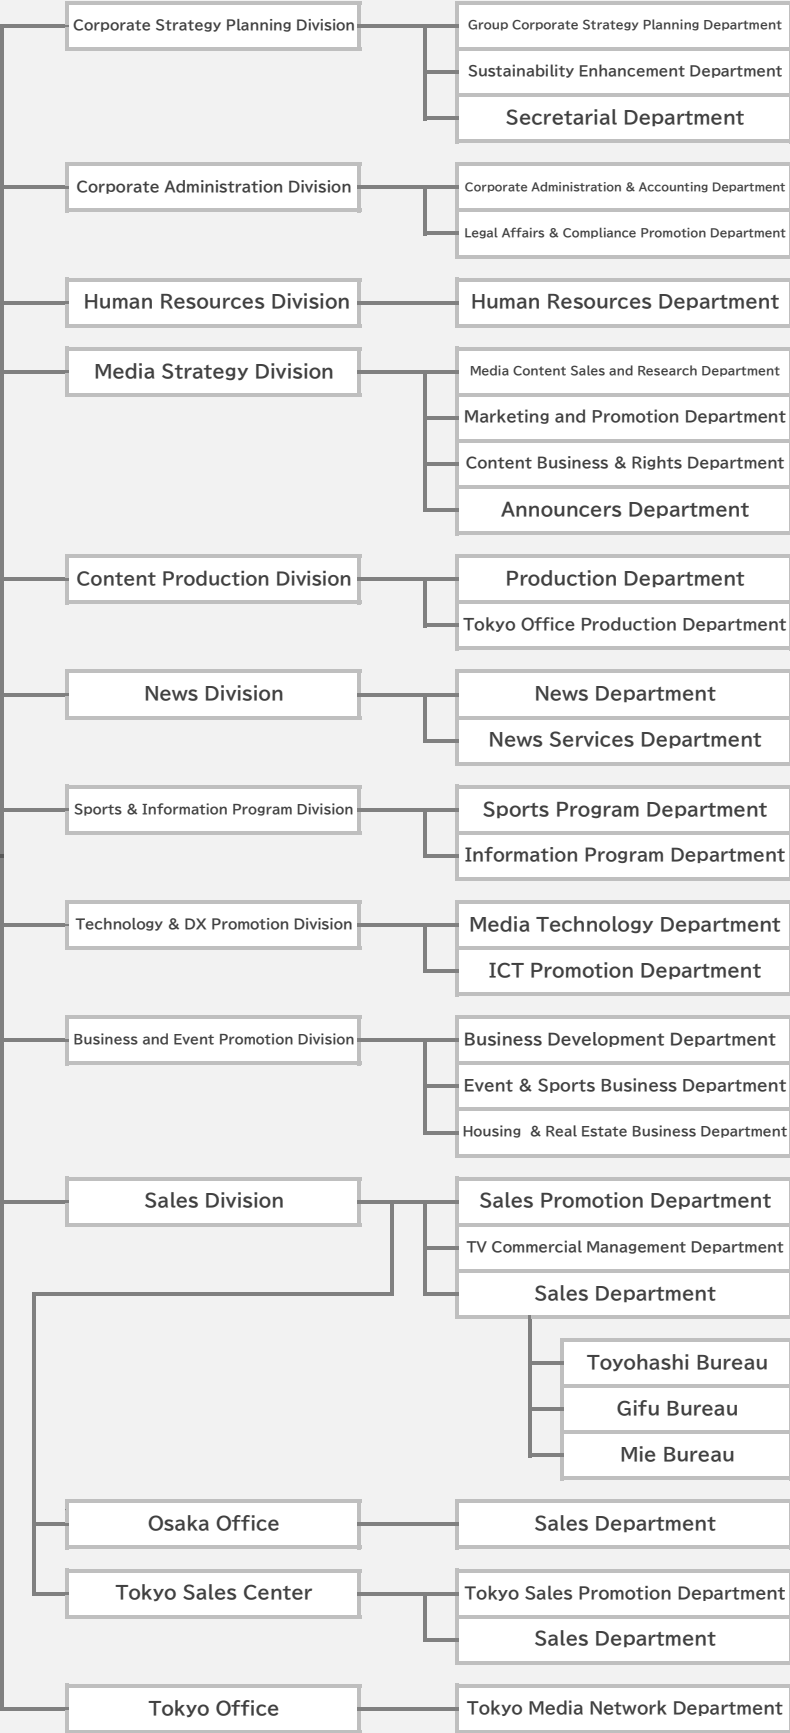 Corporate Strategy Planning Division
Group Corporate Strategy Planning Department
Sustainability Enhancement Department
Secretarial Department
Corporate Administration Division
Corporate Administration & Accounting Department
Legal Affairs & Compliance Promotion Department
Human Resources Division
Human Resources Department
Media Strategy Division
Media Content Sales and Research Department
Marketing and Promotion Department
Content Business & Rights Department
Announcers Department
Content Production Division
Production Department
Tokyo Office Production Department
News Division
News Department
News Services Department
Sports & Information Program Division
Sports Program Department
Information Program Department
Technology & DX Promotion Division
Media Technology Department
ICT Promotion Department
Business and Event Promotion Division
Business Development Department
Event & Sports Business Department
Housing & Real Estate Business Department
Sales Division
Sales Promotion Department
TV Commercial Management Department
Sales Department
Toyohashi Bureau
Gifu Bureau
Mie Bureau
Osaka Office
Sales Department
Tokyo Sales Center
Tokyo Sales Promotion Department
Sales Department
Tokyo Office
Tokyo Media Network Department